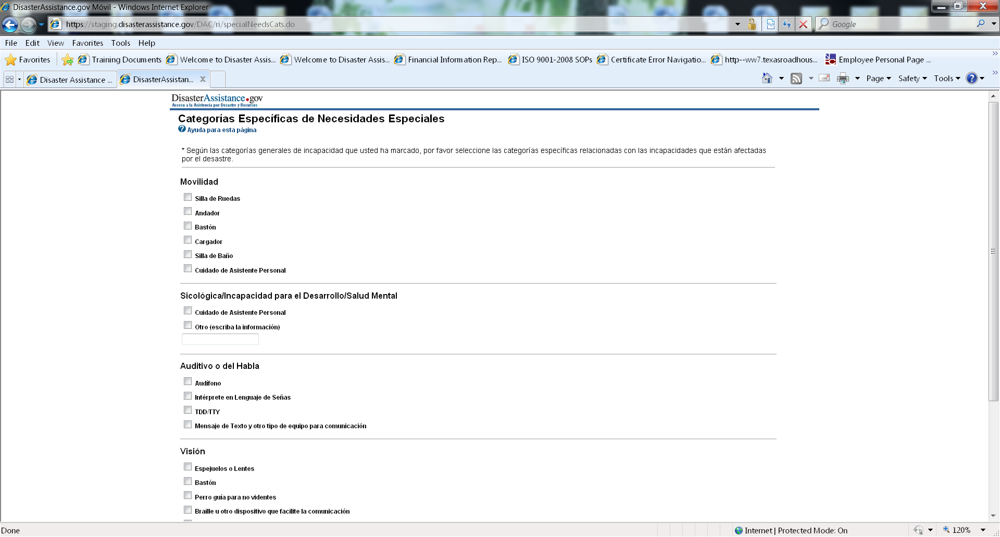 DisasterAssistance.gov Móvil - Windows Internet Explorer
https://staging.disasterassistance.gov/DAC/ri/specialNeedsCats.do
Google
File Edit View Favorites Tools Help
Favorites Training Documents Welcome to Disaster Assis... Welcome to Disaster Assis... Financial Information Rep... ISO 9001-2008 SOPs Certificate Error Navigatio... http--ww7.texasroadhous... Employee Personal Page ...
Disaster Assistance ... DisasterAssistan... Page Safety Tools
DisasterAssistance.gov
Acceso a la Asistencia por Desastre y Recursos
Categorías Específicas de Necesidades Especiales
Ayuda para esta página
* Según las categorías generales de incapacidad que usted ha marcado, por favor seleccione las categorías específicas relacionadas con las incapacidades que están afectadas
por el desastre.
Movilidad
Silla de Ruedas
Andador
Bastón
Cargador
Silla de Baño
Cuidado de Asistente Personal
Sicológica/Incapacidad para el Desarrollo/Salud Mental
Cuidado de Asistente Personal
Otro (escriba la información)
Auditivo o del Habla
Audífono
Intérprete en Lenguaje de Señas
TDD/TTY
Mensaje de Texto y otro tipo de equipo para comunicación
Visión
Espejuelos o Lentes
Bastón
Perro guía para no videntes
Braille u otro dispositivo que facilite la comunicación
Done
Internet | Protected Mode: On
120%